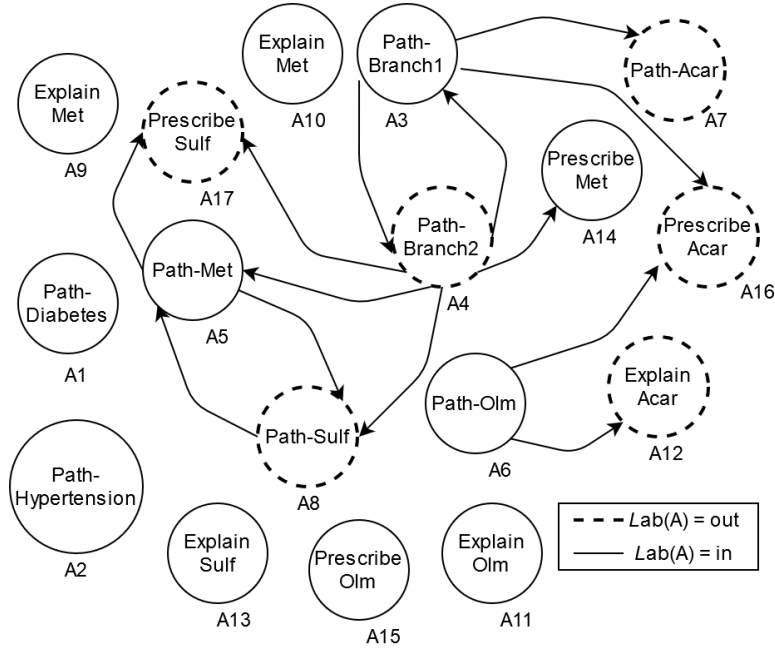 Explain
Met
A9
Prescribe
Sulf
A17
Explain
Met
A10
Path-
Branch1
A3
Path-Acar
A7
Prescribe
Met
A14
Prescribe
Acar
A16
Path-
Branch2
A4
Path-Met
A5
Path-
Diabetes
A1
Path-Olm
A6
Explain
Acar
A12
Path-Sulf
A8
Path-
Hypertension
A2
Explain
Sulf
A13
Prescribe
Olm
A15
Explain
Olm
A11
Lab(A) = out
Lab(A) = in